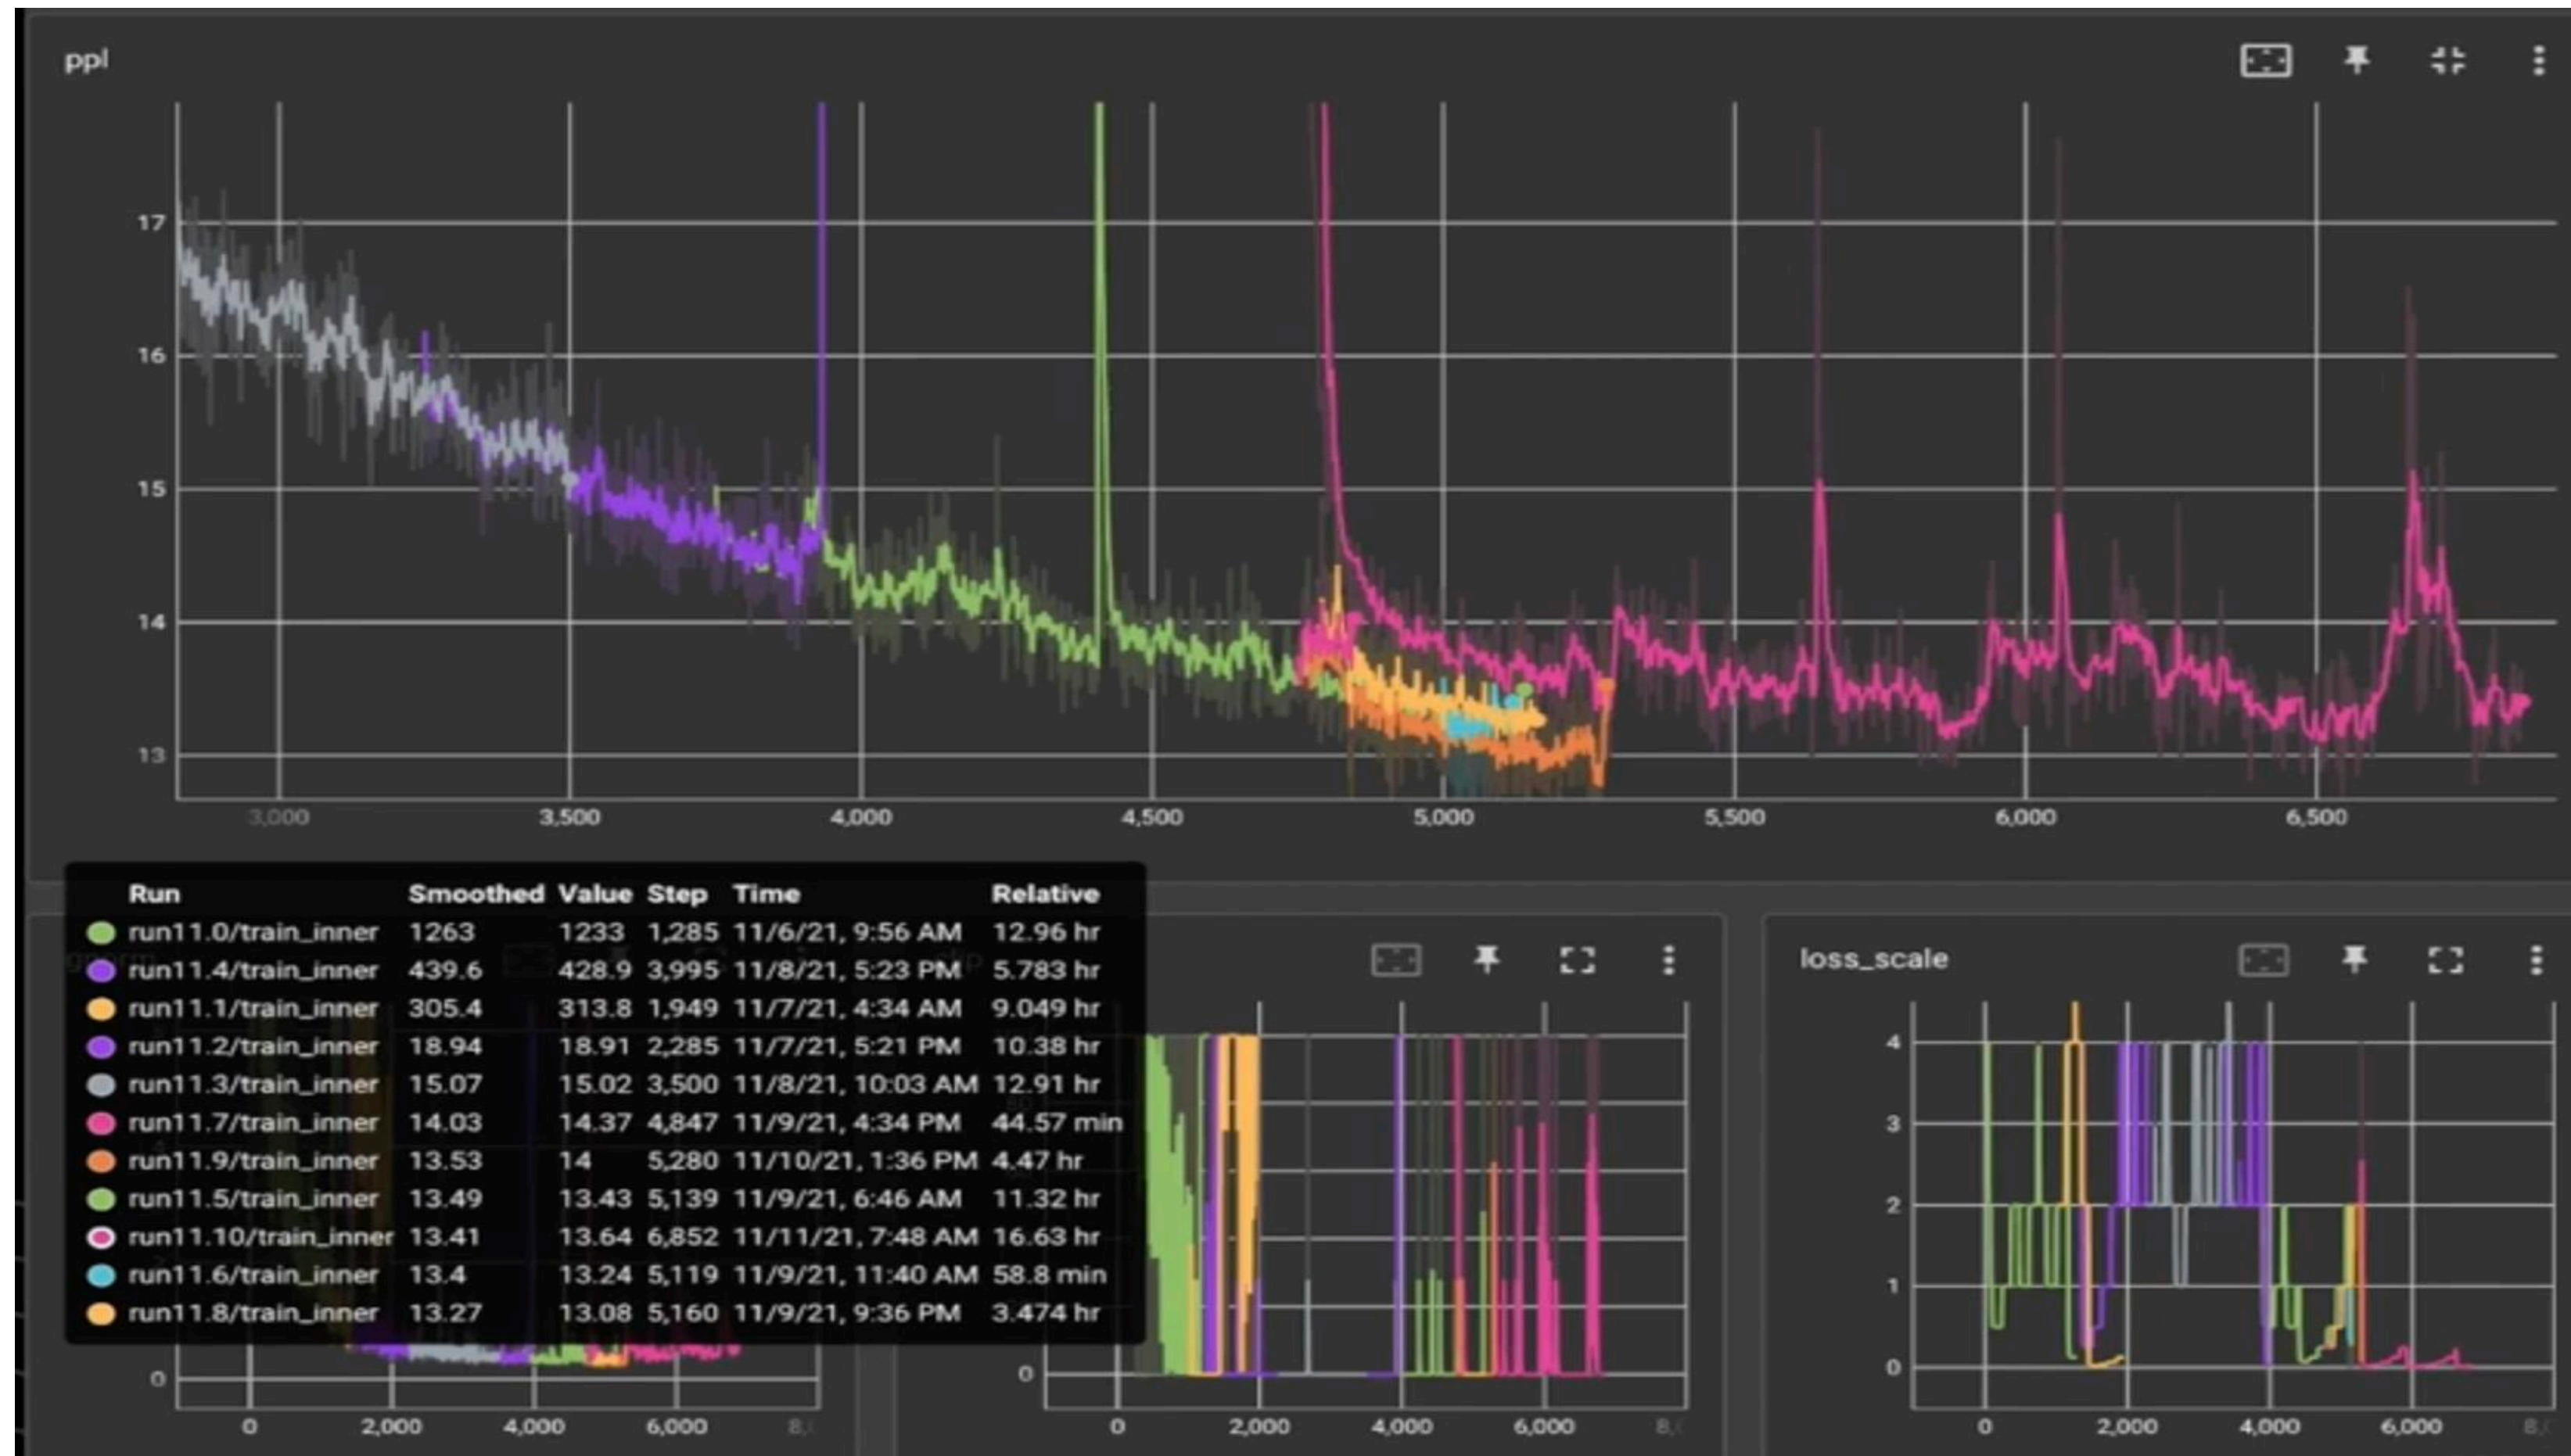 ppl
17
16
15
14
13
3,000 3,500 4,000 4,500 5,000 5,500 6,000 6,500
Run Smoothed Value Step Time Relative
run11.0/train_inner 1263 1233 1,285 11/6/21, 9:56 AM 12.96 hr
run11.4/train_inner 439.6 428.9 3,995 11/8/21, 5:23 PM 5.783 hr
run11.1/train_inner 305.4 313.8 1,949 11/7/21, 4:34 AM 9.049 hr
run11.2/train_inner 18.94 18.91 2,285 11/7/21, 5:21 PM 10.38 hr
run11.3/train_inner 15.07 15.02 3,500 11/8/21, 10:03 AM 12.91 hr
run11.7/train_inner 14.03 14.37 4,847 11/9/21, 4:34 PM 44.57 min
run11.9/train_inner 13.53 14 5,280 11/10/21, 1:36 PM 4.47 hr
run11.5/train_inner 13.49 13.43 5,139 11/9/21, 6:46 AM 11.32 hr
run11.10/train_inner 13.41 13.64 6,852 11/11/21, 7:48 AM 16.63 hr
run11.6/train_inner 13.4 13.24 5,119 11/9/21, 11:40 AM 58.8 min
run11.8/train_inner 13.27 13.08 5,160 11/9/21, 9:36 PM 3.474 hr
0
0 2,000 4,000 6,000
0
0 2,000 4,000 6,000
loss_scale
4
3
2
1
0
0 2,000 4,000 6,000